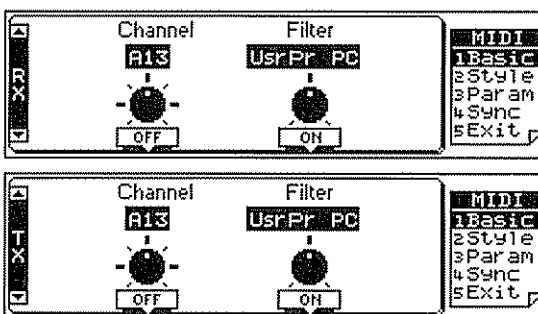 RX
Channel
A13
OFF
Filter
UsrPr PC
ON
MIDI
1Basic
2Style
3Param
4Sync
5Exit
TX
Channel
A13
OFF
Filter
UsrPr PC
ON
MIDI
1Basic
2Style
3Param
4Sync
5Exit